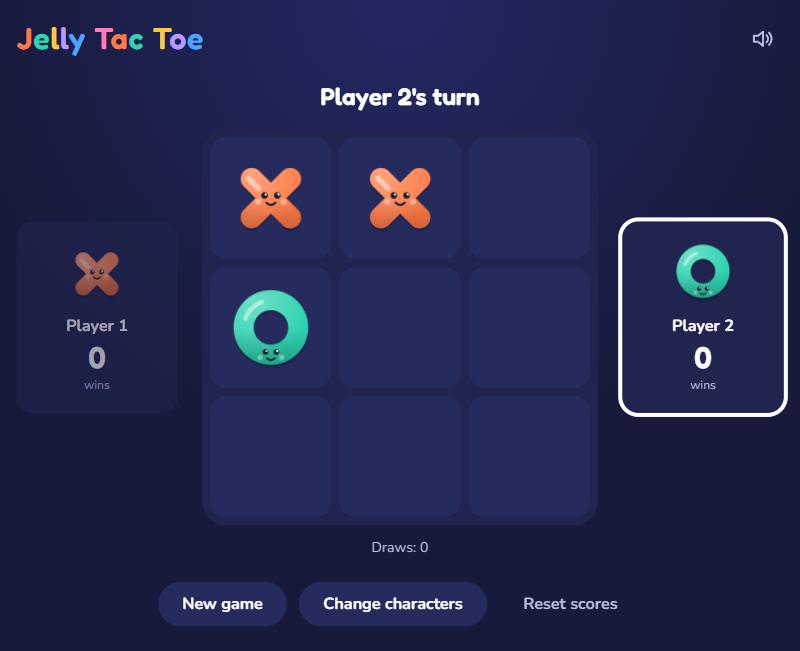 Jelly Tac Toe
Player 2's turn
Player 1
0
wins
Player 2
0
wins
Draws: 0
New game
Change characters
Reset scores